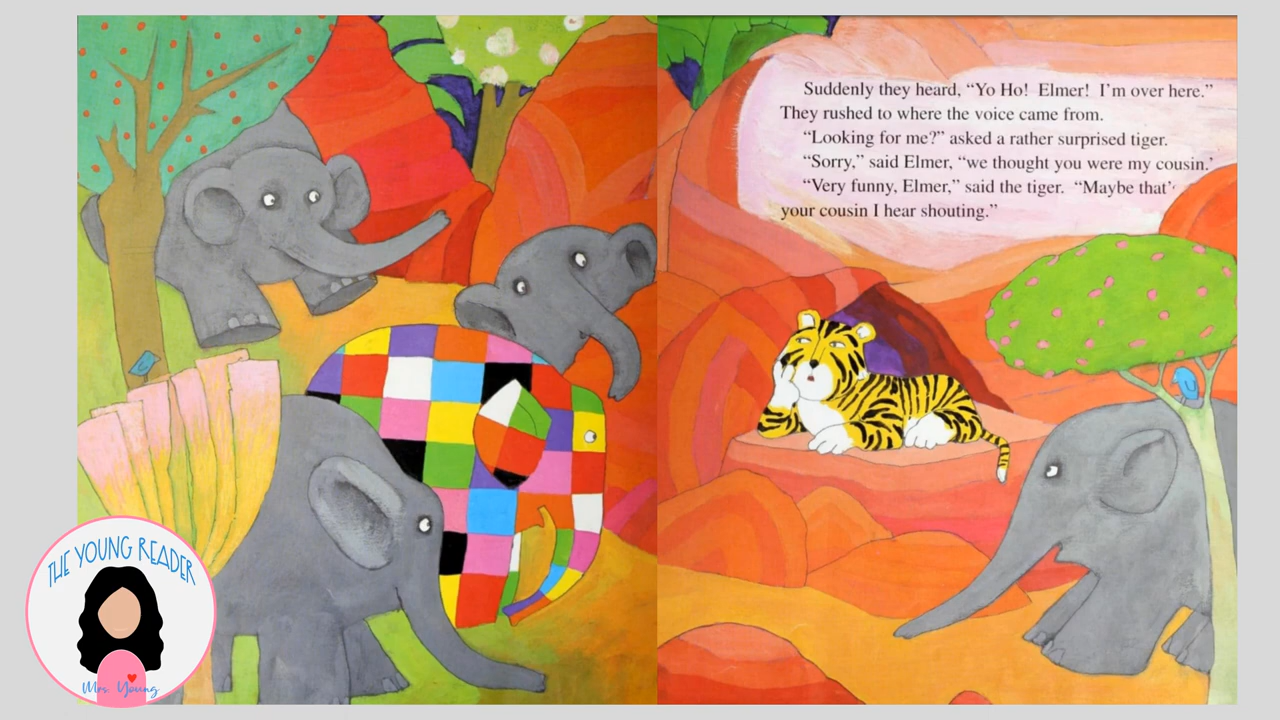 Suddenly they heard, “Yo Ho! Elmer! I’m over here.”
They rushed to where the voice came from.
“Looking for me?” asked a rather surprised tiger.
“Sorry,” said Elmer, “we thought you were my cousin.’
“Very funny, Elmer,” said the tiger. “Maybe that’
your cousin I hear shouting.”
THE YOUNG READER
Mrs Young